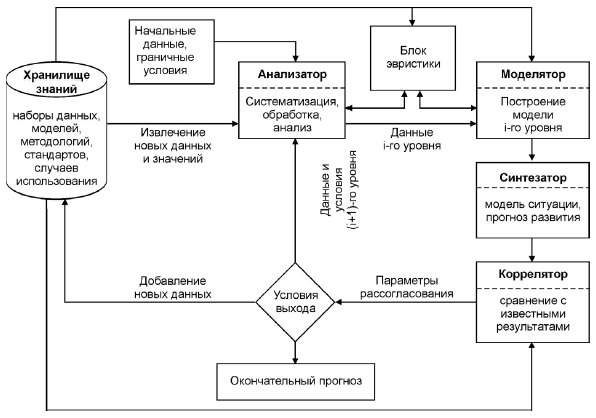 Начальные
данные,
граничные
условия
Блок
эвристики
Хранилище
знаний
наборы данных,
моделей,
методологий,
стандартов,
случаев
использования
Анализатор
Систематизация,
обработка,
анализ
Моделятор
Построение
модели
i-го уровня
Извлечение
новых данных
и значений
Данные
i-го уровня
Данные и
условия
(i+1)-го уровня
Синтезатор
модель ситуации,
прогноз развития
Коррелятор
сравнение с
известными
результатами
Параметры
рассогласования
Условия
выхода
Добавление
новых данных
Окончательный прогноз